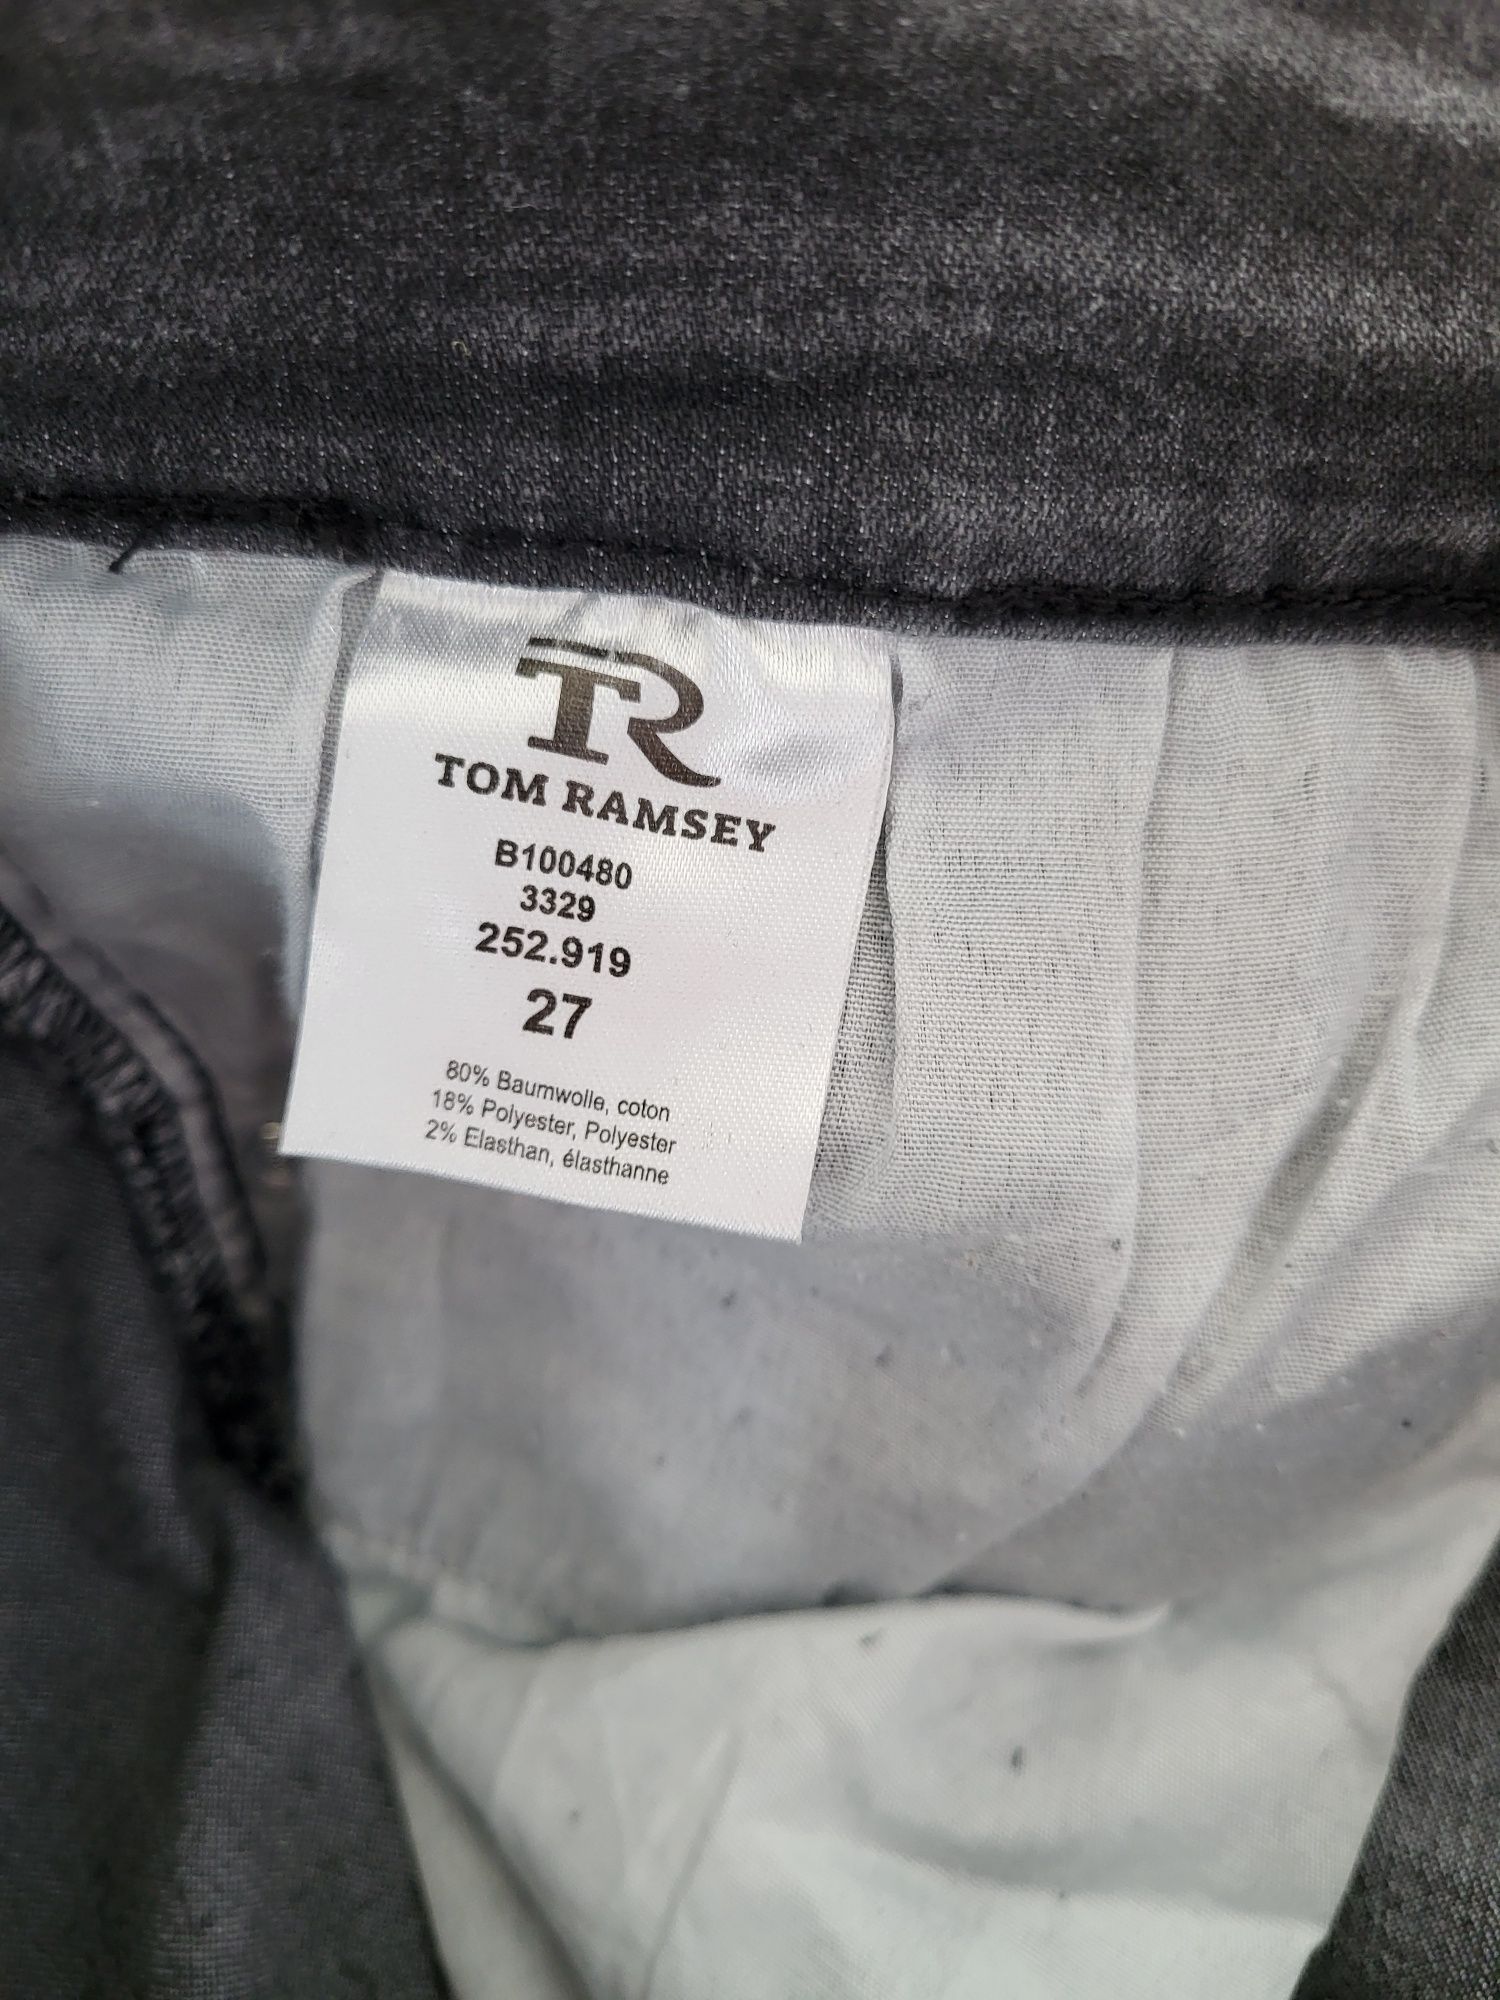 TR
TOM RAMSEY
B100480
3329
252.919
27
80% Baumwolle, coton
18% Polyester, Polyester
2% Elasthan, élasthanne